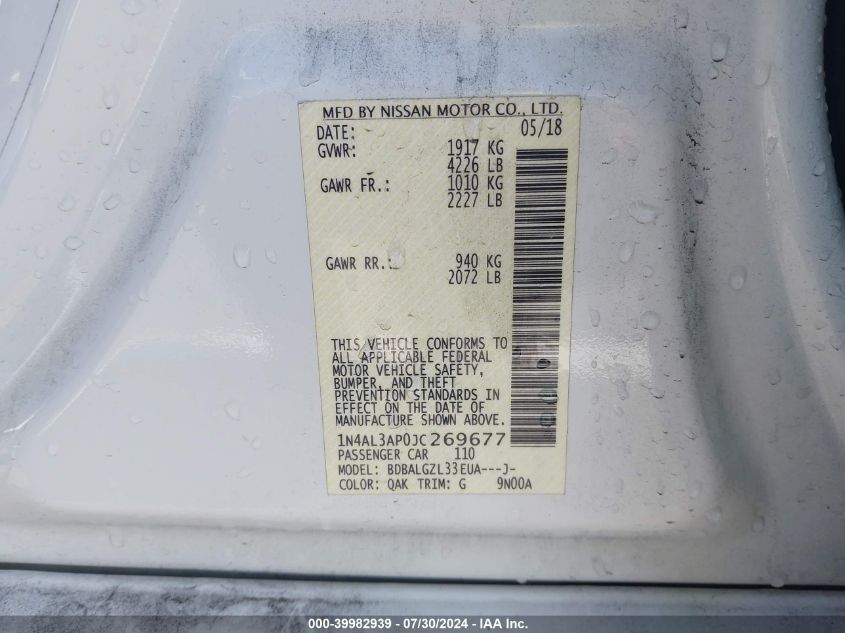 MFD BY NISSAN MOTOR CO., LTD.
DATE: 05/18
GVWR: 1917 KG
4226 LB
GAWR FR.: 1010 KG
2227 LB
GAWR RR.: 940 KG
2072 LB
THIS VEHICLE CONFORMS TO
ALL APPLICABLE FEDERAL
MOTOR VEHICLE SAFETY,
BUMPER, AND THEFT
PREVENTION STANDARDS IN
EFFECT ON THE DATE OF
MANUFACTURE SHOWN ABOVE.
1N4AL3AP0JC269677
PASSENGER CAR 110
MODEL: BDBALGZL33EUA---J-
COLOR: QAK TRIM: G 9N00A
000-39982939 - 07/30/2024 - IAA Inc.